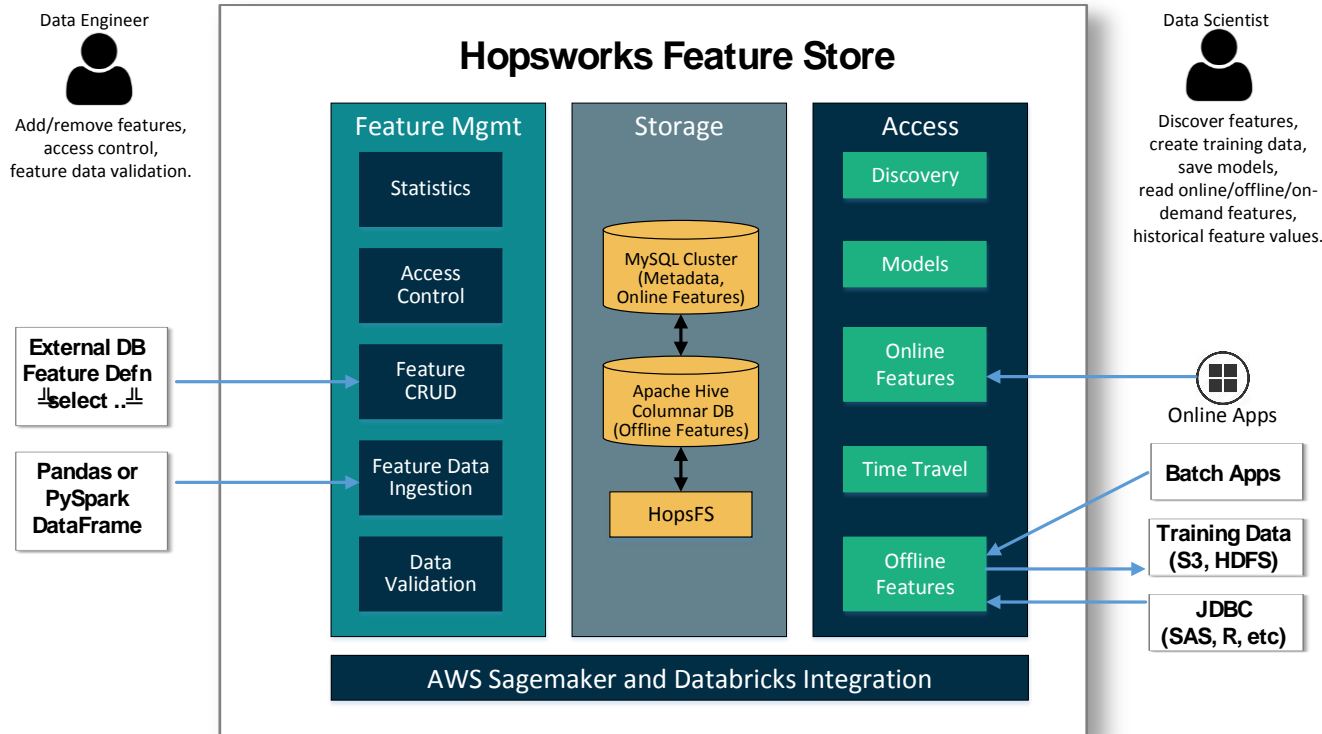 Data Engineer
Add/remove features,
access control,
feature data validation.
External DB
Feature Defn
╩select ..╩
Pandas or
PySpark
DataFrame
Hopsworks Feature Store
Feature Mgmt
Statistics
Access
Control
Feature
CRUD
Feature Data
Ingestion
Data
Validation
Storage
MySQL Cluster
(Metadata,
Online Features)
Apache Hive
Columnar DB
(Offline Features)
HopsFS
Access
Discovery
Models
Online
Features
Time Travel
Offline
Features
AWS Sagemaker and Databricks Integration
Data Scientist
Discover features,
create training data,
save models,
read online/offline/on-
demand features,
historical feature values.
Online Apps
Batch Apps
Training Data
(S3, HDFS)
JDBC
(SAS, R, etc)